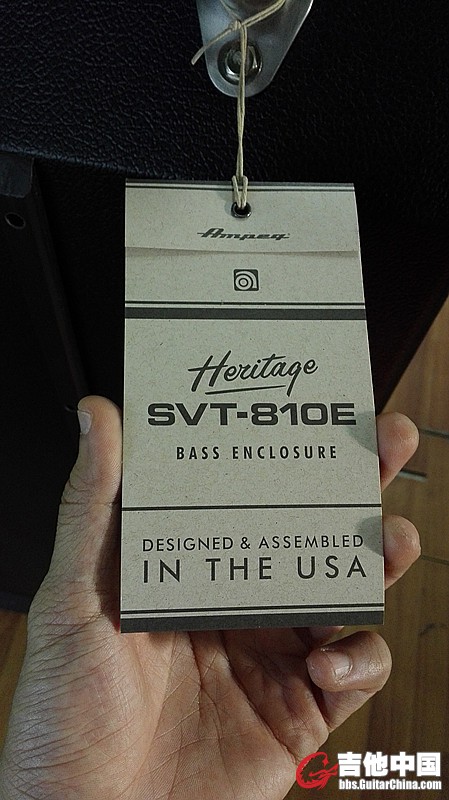 Ampeg
Heritage
SVT-810E
BASS ENCLOSURE
DESIGNED & ASSEMBLED
IN THE USA
吉他中国
bbs.GuitarChina.com